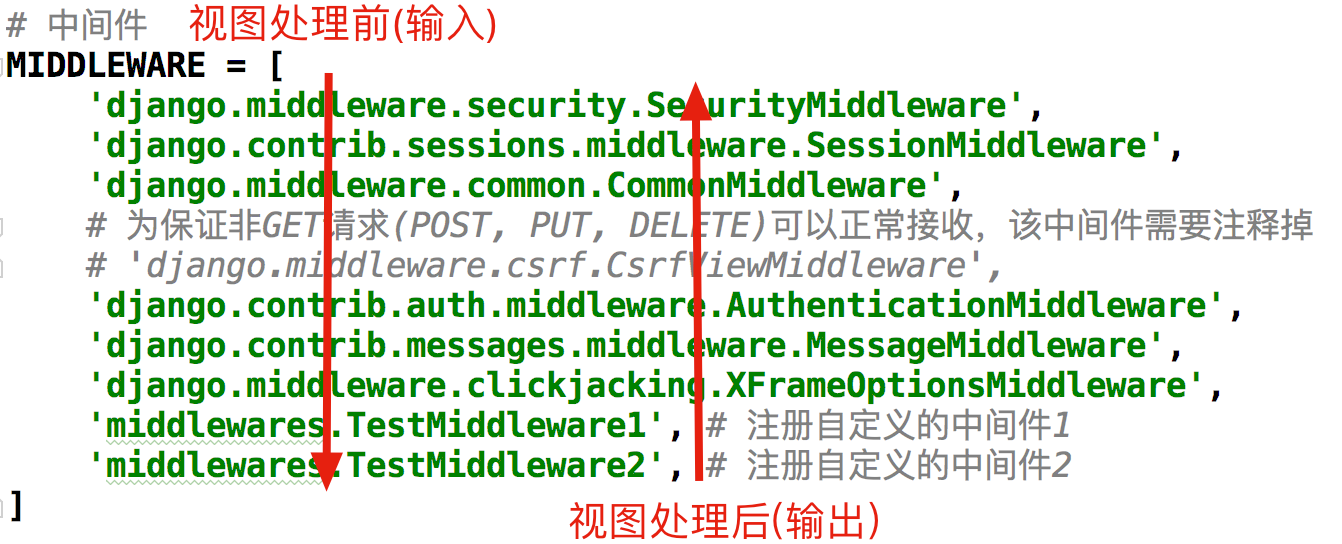 # 中间件 视图处理前(输入)
MIDDLEWARE = [
'django.middleware.security.SecurityMiddleware',
'django.contrib.sessions.middleware.SessionMiddleware',
'django.middleware.common.CommonMiddleware',
# 为保证非GET请求(POST, PUT, DELETE)可以正常接收，该中间件需要注释掉
# 'django.middleware.csrf.CsrfViewMiddleware',
'django.contrib.auth.middleware.AuthenticationMiddleware',
'django.contrib.messages.middleware.MessageMiddleware',
'django.middleware.clickjacking.XFrameOptionsMiddleware',
'middlewares.TestMiddleware1', # 注册自定义的中间件1
'middlewares.TestMiddleware2', # 注册自定义的中间件2
]
视图处理后(输出)